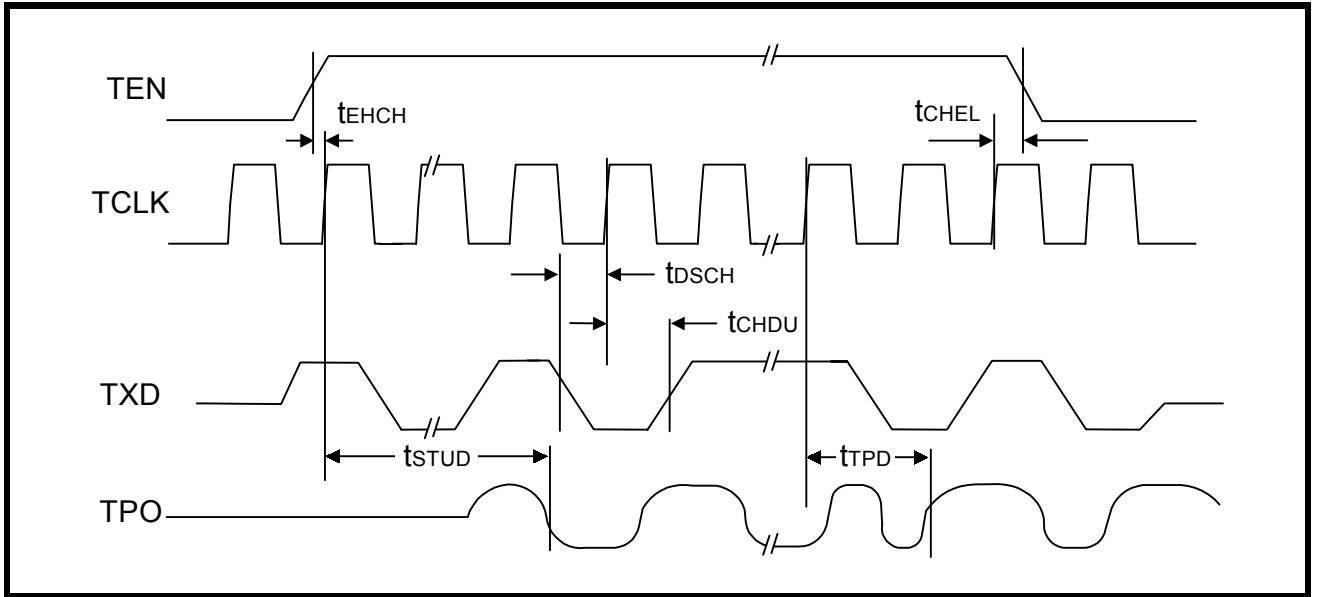 TEN
tEHCH
tCHEL
TCLK
tDSCH
tCHDU
TXD
tSTUD
tTPD
TPO